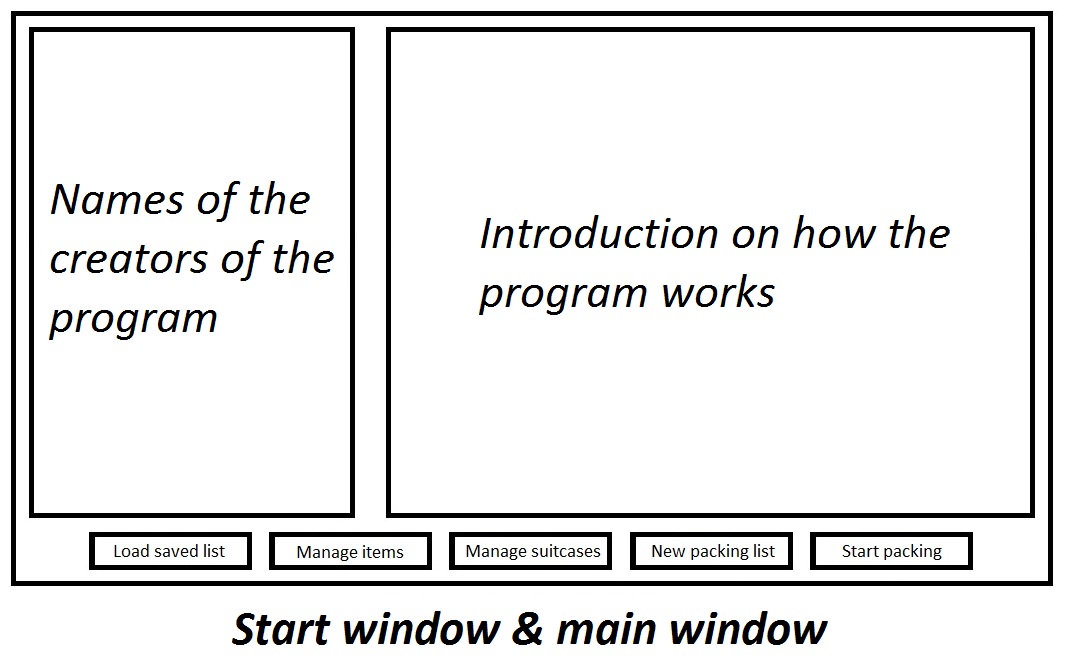 Names of the
creators of the
program
Introduction on how the
program works
Load saved list
Manage items
Manage suitcases
New packing list
Start packing
Start window & main window